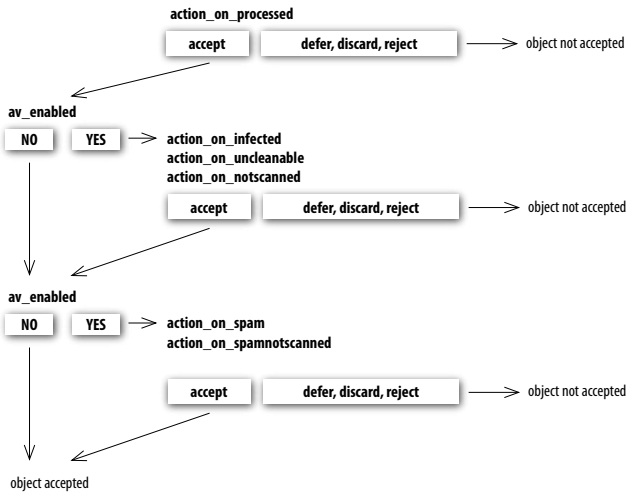 action_on_processed
accept
defer, discard, reject
object not accepted
av_enabled
NO
YES
action_on_infected
action_on_uncleanable
action_on_notscanned
accept
defer, discard, reject
object not accepted
av_enabled
NO
YES
action_on_spam
action_on_spamnotscanned
accept
defer, discard, reject
object not accepted
object accepted